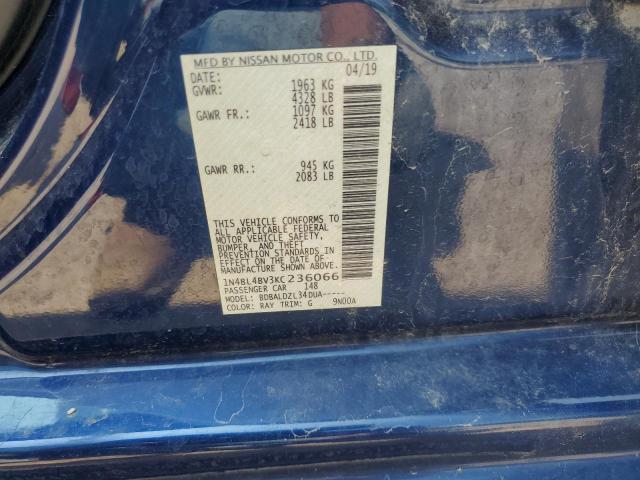 MFD BY NISSAN MOTOR CO., LTD.
DATE: 04/19
GVWR: 1963 KG
4328 LB
GAWR FR.: 1097 KG
2418 LB
GAWR RR.: 945 KG
2083 LB
THIS VEHICLE CONFORMS TO
ALL APPLICABLE FEDERAL
MOTOR VEHICLE SAFETY,
BUMPER, AND THEFT
PREVENTION STANDARDS IN
EFFECT ON THE DATE OF
MANUFACTURE SHOWN ABOVE.
1N4BL4BV3KC236066
PASSENGER CAR 148
MODEL: BDBALDZL34DUA-----
COLOR: RAY TRIM: G 9N00A